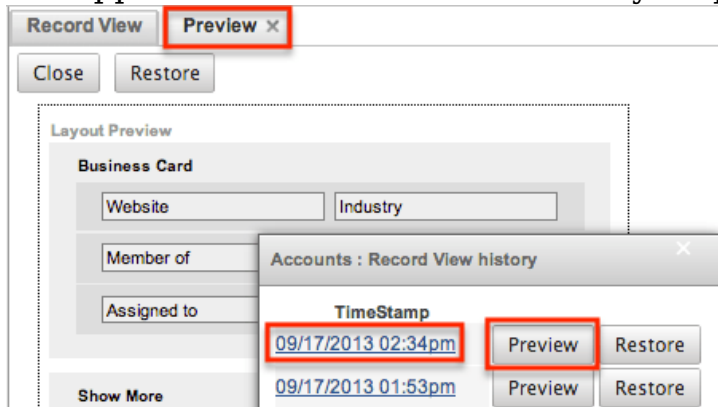 Record View Preview ×
Close Restore
Layout Preview
Business Card
Website Industry
Member of
Assigned to
Show More
Accounts : Record View history ×
TimeStamp
09/17/2013 02:34pm Preview Restore
09/17/2013 01:53pm Preview Restore